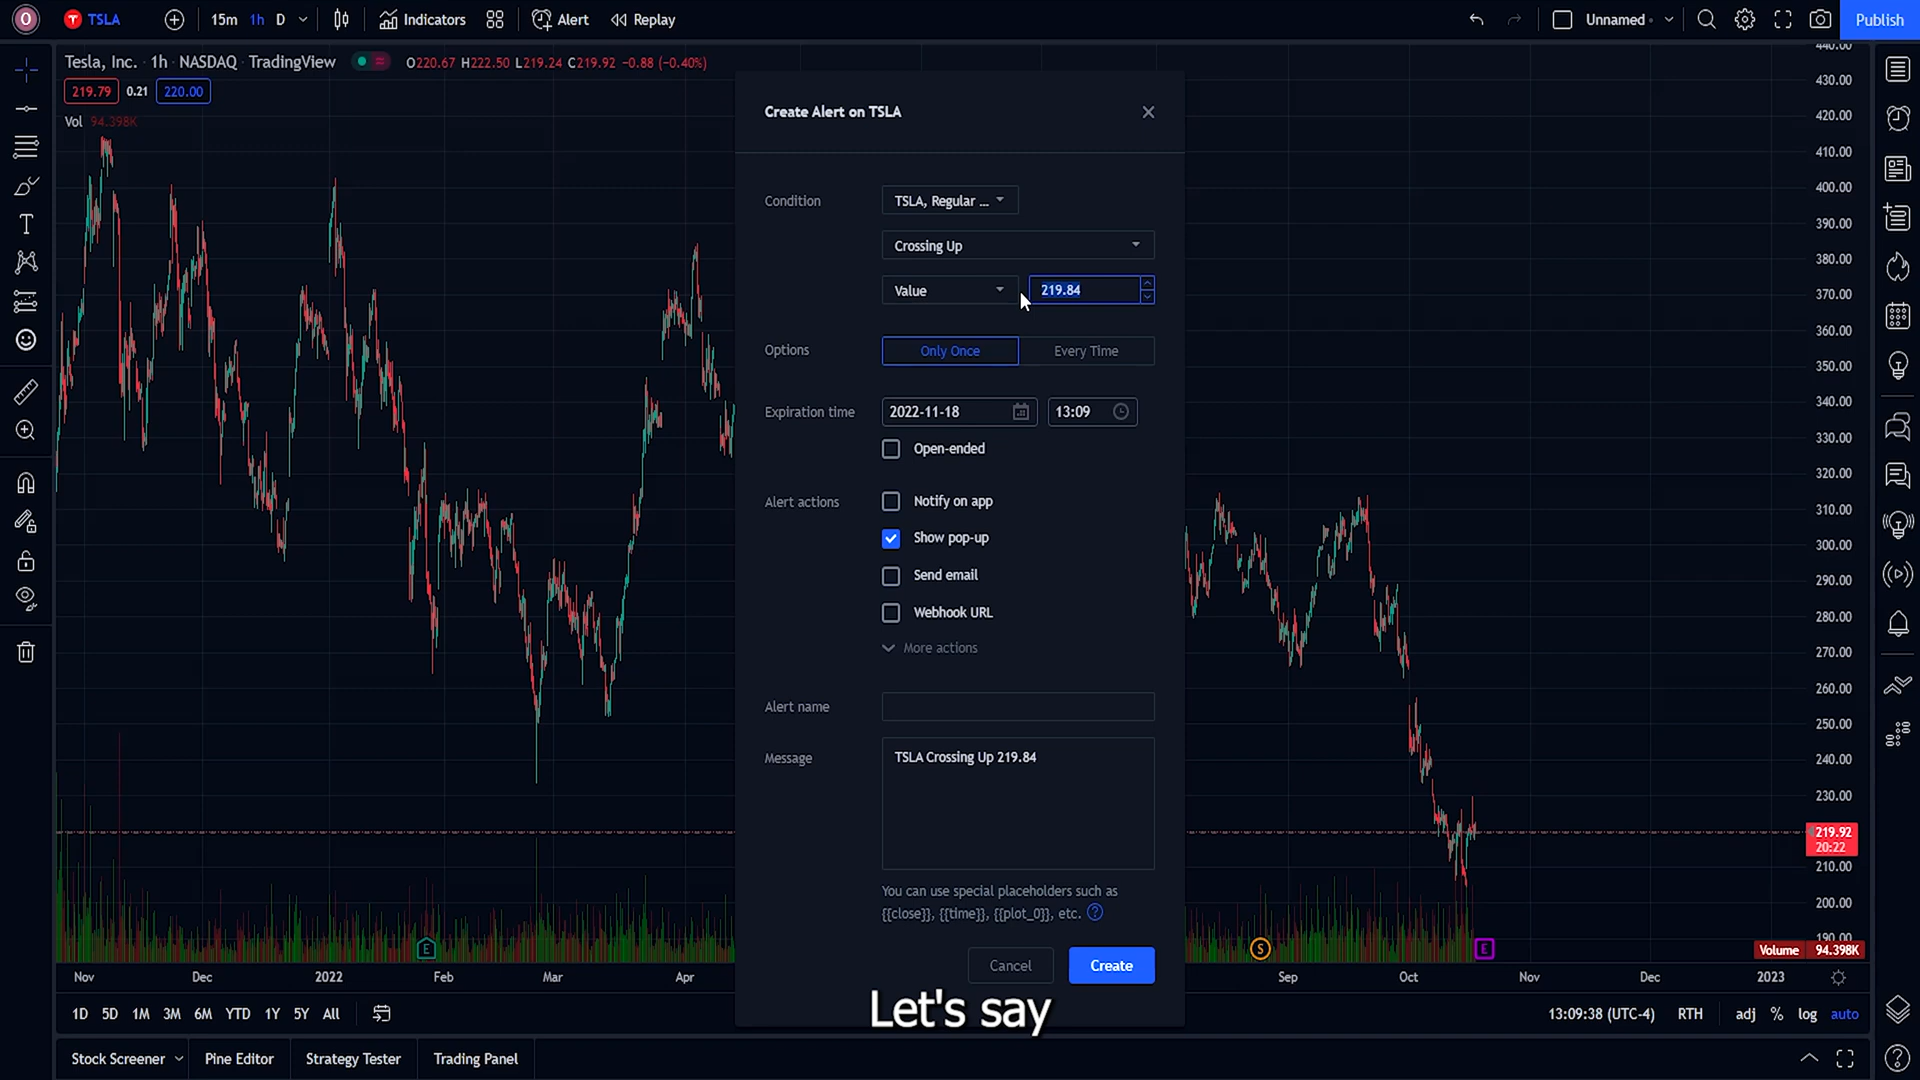 O TSLA 15m 1h D Indicators Alert Replay Unnamed Publish
Tesla, Inc. · 1h · NASDAQ · TradingView O220.67 H222.50 L219.24 C219.92 −0.88 (−0.40%)
219.79 0.21 220.00
Vol 94.398K
Create Alert on TSLA
Condition TSLA, Regular ...
Crossing Up
Value 219.84
Options Only Once Every Time
Expiration time 2022-11-18 13:09
Open-ended
Alert actions Notify on app
Show pop-up
Send email
Webhook URL
More actions
Alert name
Message TSLA Crossing Up 219.84
You can use special placeholders such as
{{close}}, {{time}}, {{plot_0}}, etc.
Cancel Create
440.00
430.00
420.00
410.00
400.00
390.00
380.00
370.00
360.00
350.00
340.00
330.00
320.00
310.00
300.00
290.00
280.00
270.00
260.00
250.00
240.00
230.00
219.92
20:22
210.00
200.00
190.00
Volume 94.398K
E S E
Nov Dec 2022 Feb Mar Apr Sep Oct Nov Dec 2023
Let's say
1D 5D 1M 3M 6M YTD 1Y 5Y All 13:09:38 (UTC-4) RTH adj % log auto
Stock Screener Pine Editor Strategy Tester Trading Panel